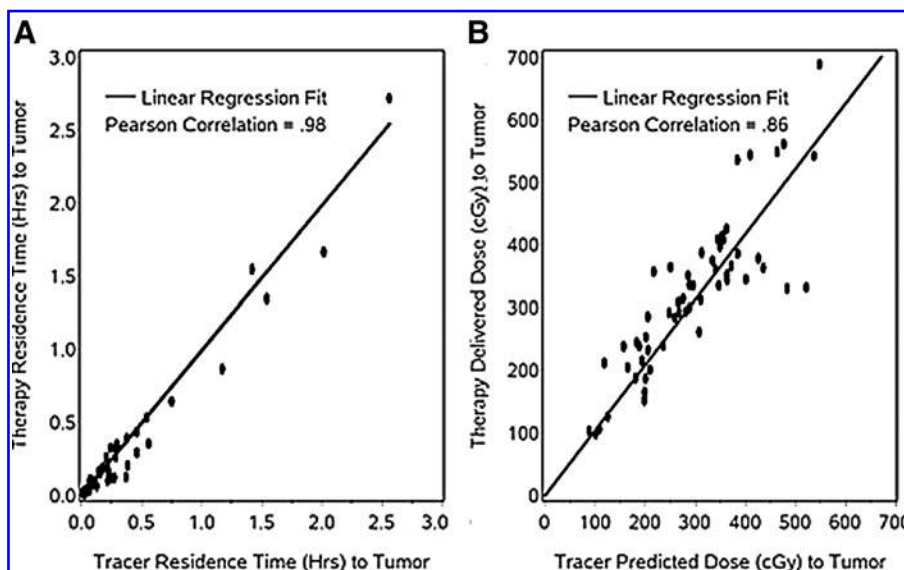 A
Therapy Residence Time (Hrs) to Tumor
3.0
2.5
2.0
1.5
1.0
0.5
0.0
Linear Regression Fit
Pearson Correlation = .98
0.0 0.5 1.0 1.5 2.0 2.5 3.0
Tracer Residence Time (Hrs) to Tumor
B
Therapy Delivered Dose (cGy) to Tumor
700
600
500
400
300
200
100
0
Linear Regression Fit
Pearson Correlation = .86
0 100 200 300 400 500 600 700
Tracer Predicted Dose (cGy) to Tumor